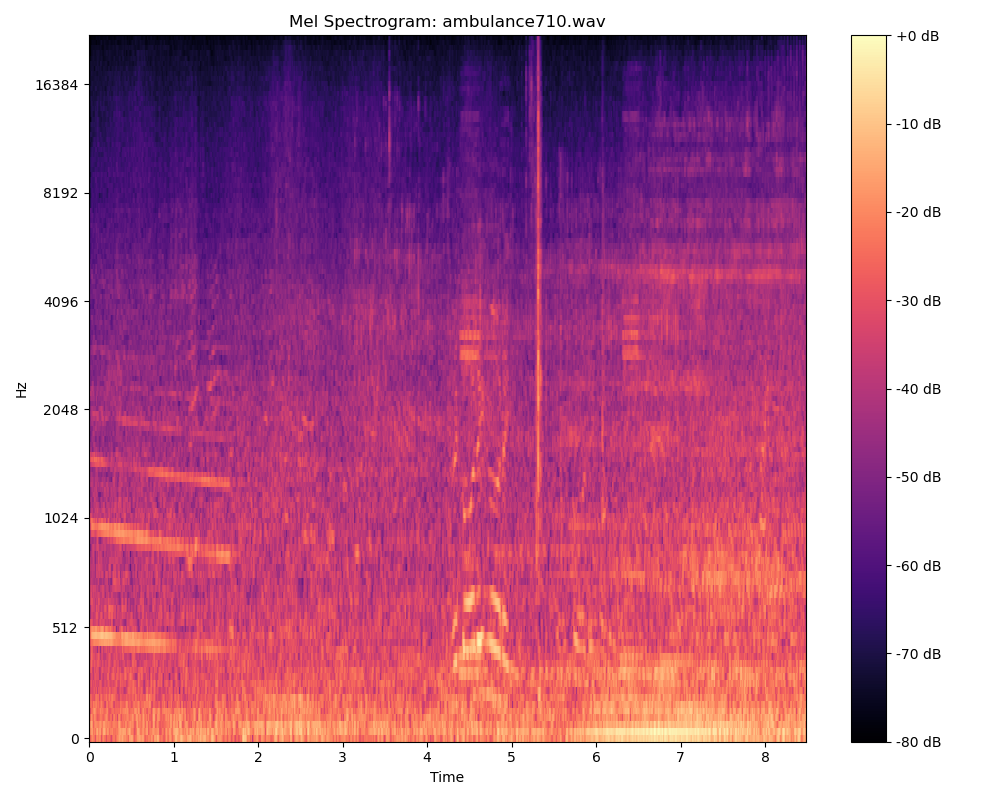 Mel Spectrogram: ambulance710.wav
+0 dB
16384
-10 dB
-20 dB
8192
-30 dB
4096
Hz
-40 dB
2048
-50 dB
1024
-60 dB
512
-70 dB
0
-80 dB
0 1 2 3 4 5 6 7 8
Time